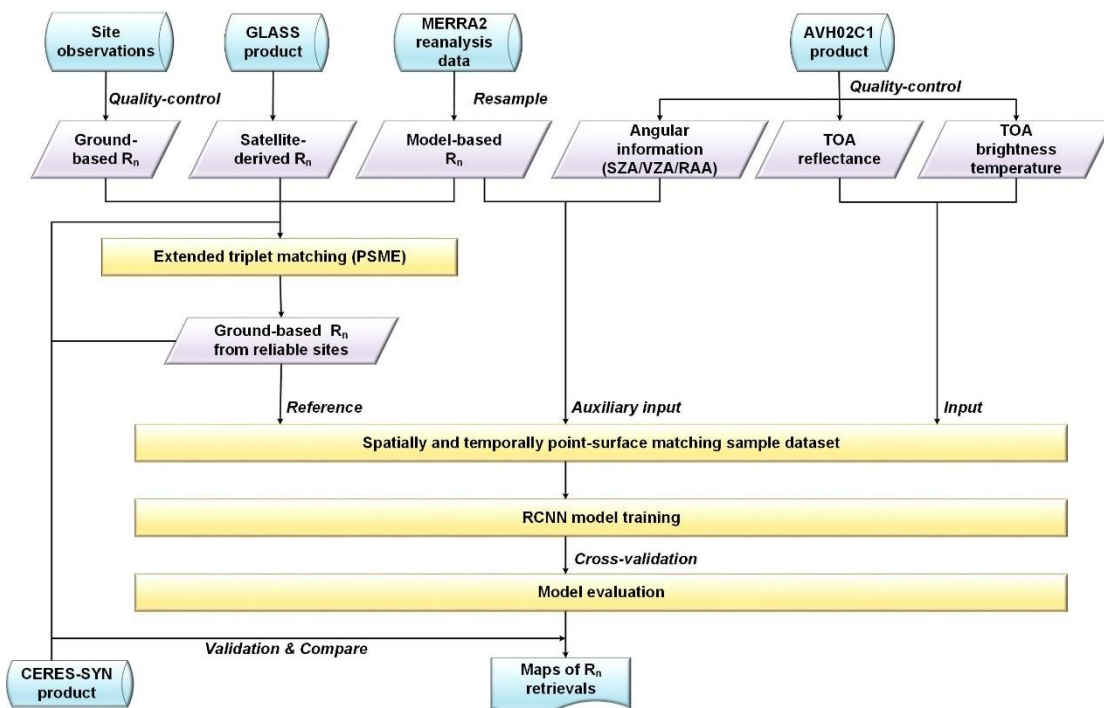 Site
observations
GLASS
product
MERRA2
reanalysis
data
AVH02C1
product
Quality-control
Resample
Quality-control
Ground-
based Rn
Satellite-
derived Rn
Model-based
Rn
Angular
information
(SZA/VZA/RAA)
TOA
reflectance
TOA
brightness
temperature
Extended triplet matching (PSME)
Ground-based Rn
from reliable sites
Reference
Auxiliary input
Input
Spatially and temporally point-surface matching sample dataset
RCNN model training
Cross-validation
Model evaluation
Validation & Compare
CERES-SYN
product
Maps of Rn
retrievals